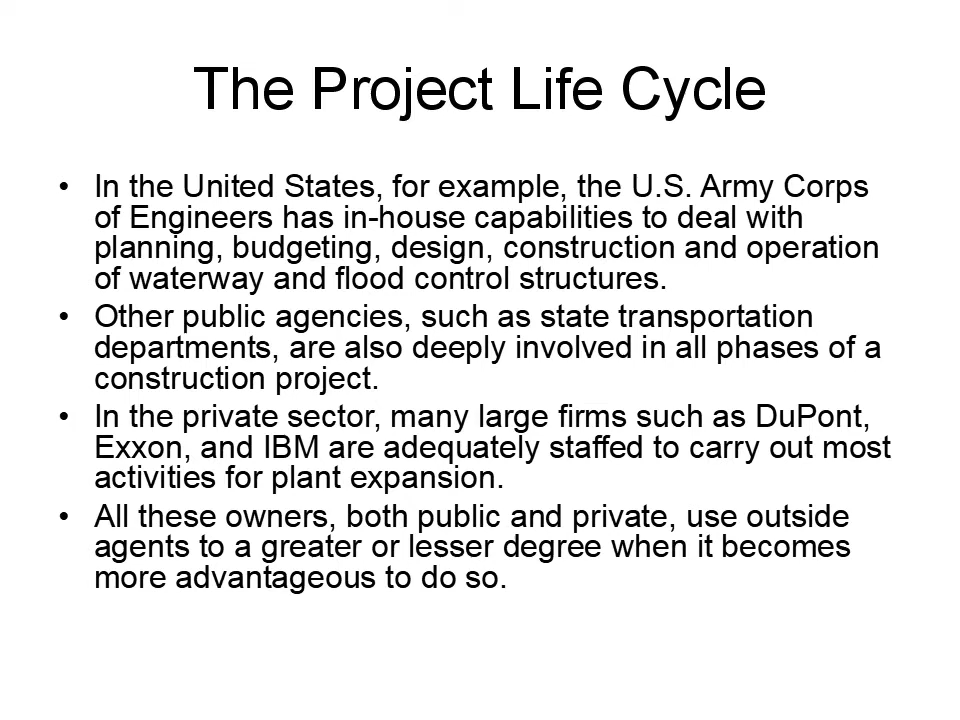 The Project Life Cycle
• In the United States, for example, the U.S. Army Corps
of Engineers has in-house capabilities to deal with
planning, budgeting, design, construction and operation
of waterway and flood control structures.
• Other public agencies, such as state transportation
departments, are also deeply involved in all phases of a
construction project.
• In the private sector, many large firms such as DuPont,
Exxon, and IBM are adequately staffed to carry out most
activities for plant expansion.
• All these owners, both public and private, use outside
agents to a greater or lesser degree when it becomes
more advantageous to do so.